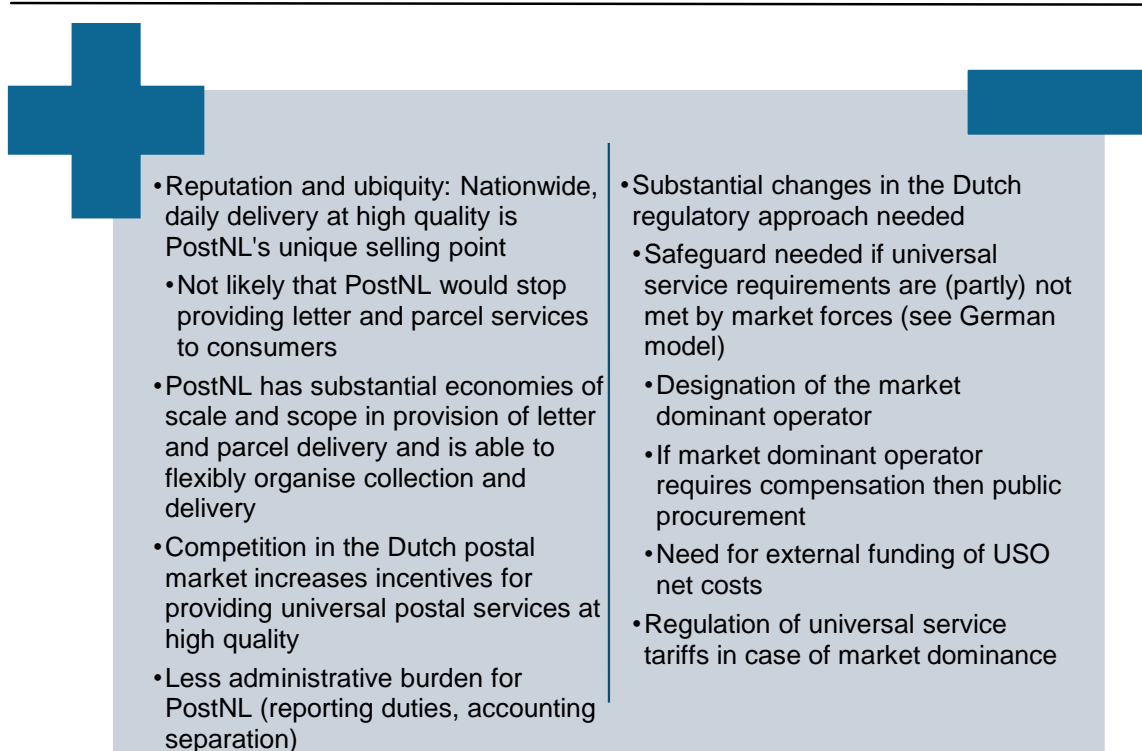 •Reputation and ubiquity: Nationwide,
daily delivery at high quality is
PostNL's unique selling point
•Not likely that PostNL would stop
providing letter and parcel services
to consumers
•PostNL has substantial economies of
scale and scope in provision of letter
and parcel delivery and is able to
flexibly organise collection and
delivery
•Competition in the Dutch postal
market increases incentives for
providing universal postal services at
high quality
•Less administrative burden for
PostNL (reporting duties, accounting
separation)
•Substantial changes in the Dutch
regulatory approach needed
•Safeguard needed if universal
service requirements are (partly) not
met by market forces (see German
model)
•Designation of the market
dominant operator
•If market dominant operator
requires compensation then public
procurement
•Need for external funding of USO
net costs
•Regulation of universal service
tariffs in case of market dominance